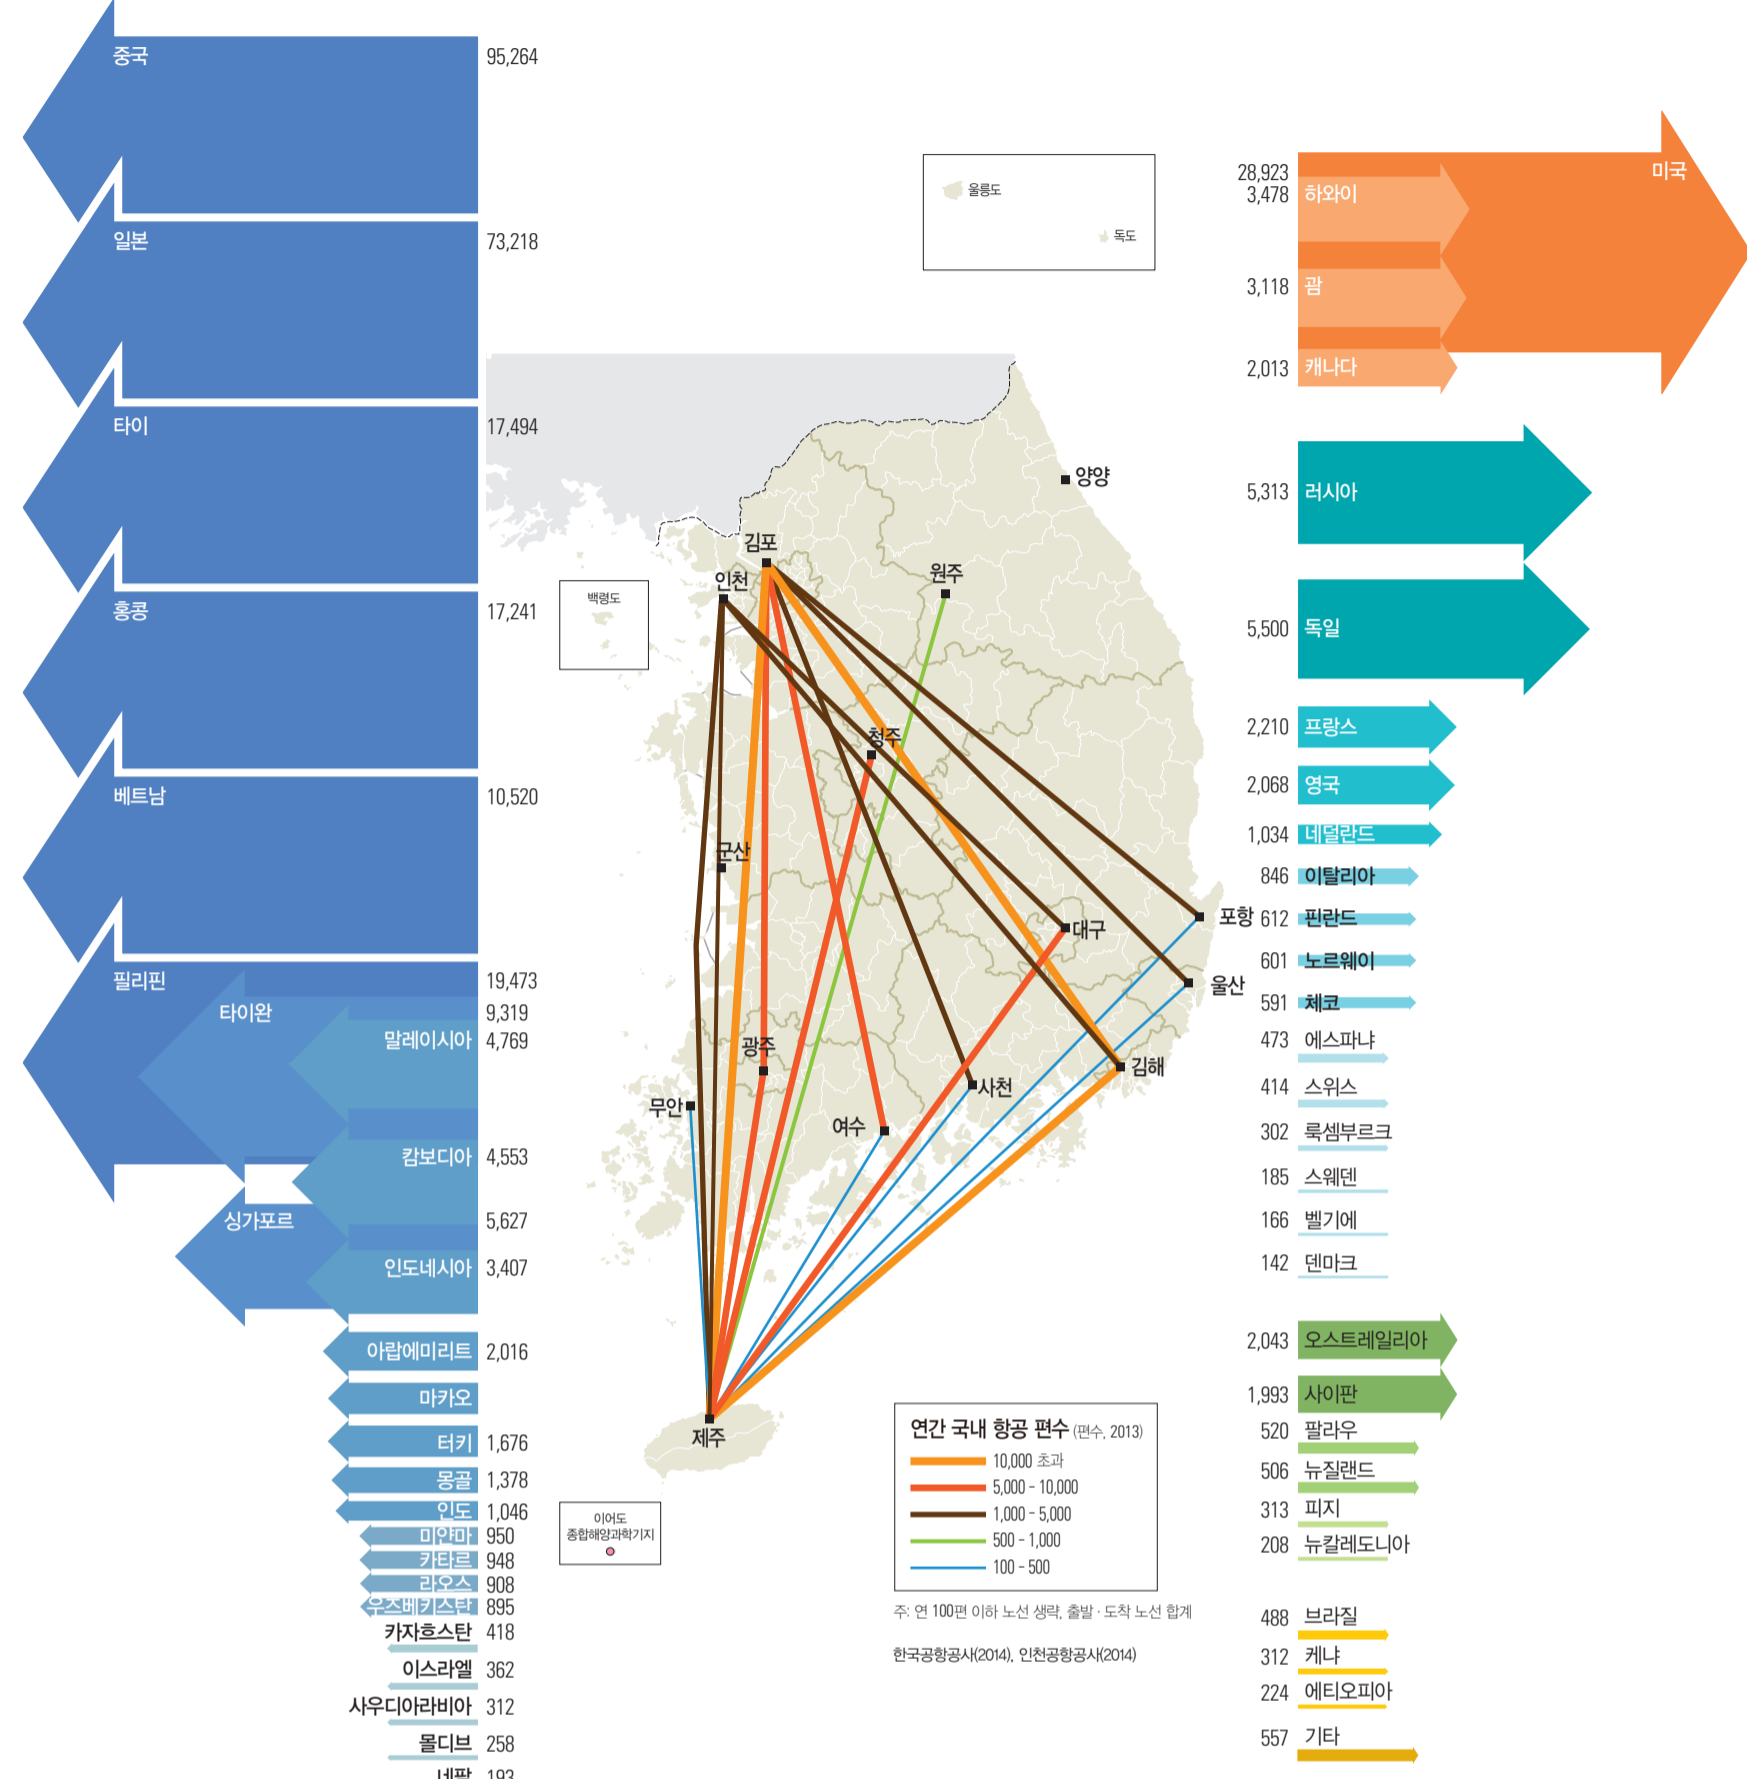 중국 95,264
일본 73,218
타이 17,494
홍콩 17,241
베트남 10,520
필리핀 19,473
타이완 9,319
말레이시아 4,769
캄보디아 4,553
싱가포르 5,627
인도네시아 3,407
아랍에미리트 2,016
마카오
터키 1,676
몽골 1,378
인도 1,046
미얀마 950
카타르 948
라오스 908
우즈베키스탄 895
카자흐스탄 418
이스라엘 362
사우디아라비아 312
몰디브 258
네팔 193
울릉도
독도
백령도
양양
김포
인천
원주
청주
군산
대구
포항
울산
광주
김해
사천
무안
여수
제주
이어도
종합해양과학기지
연간 국내 항공 편수 (편수, 2013)
10,000 초과
5,000 - 10,000
1,000 - 5,000
500 - 1,000
100 - 500
주: 연 100편 이하 노선 생략, 출발 · 도착 노선 합계
한국공항공사(2014), 인천공항공사(2014)
28,923 미국
3,478 하와이
3,118 괌
2,013 캐나다
5,313 러시아
5,500 독일
2,210 프랑스
2,068 영국
1,034 네덜란드
846 이탈리아
612 핀란드
601 노르웨이
591 체코
473 에스파냐
414 스위스
302 룩셈부르크
185 스웨덴
166 벨기에
142 덴마크
2,043 오스트레일리아
1,993 사이판
520 팔라우
506 뉴질랜드
313 피지
208 뉴칼레도니아
488 브라질
312 케냐
224 에티오피아
557 기타